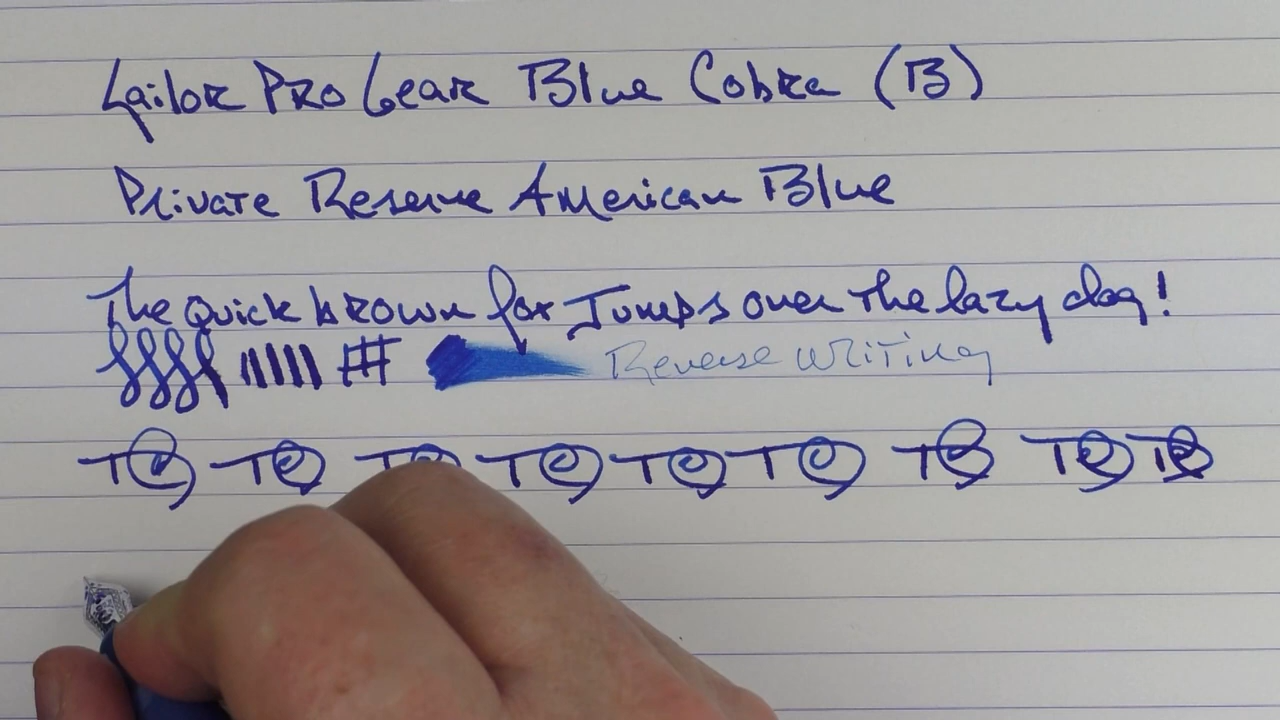 Sailor Pro Gear Blue Cobra (B)
Private Reserve American Blue
The quick brown fox Jumps over the lazy dog!
Reverse writing